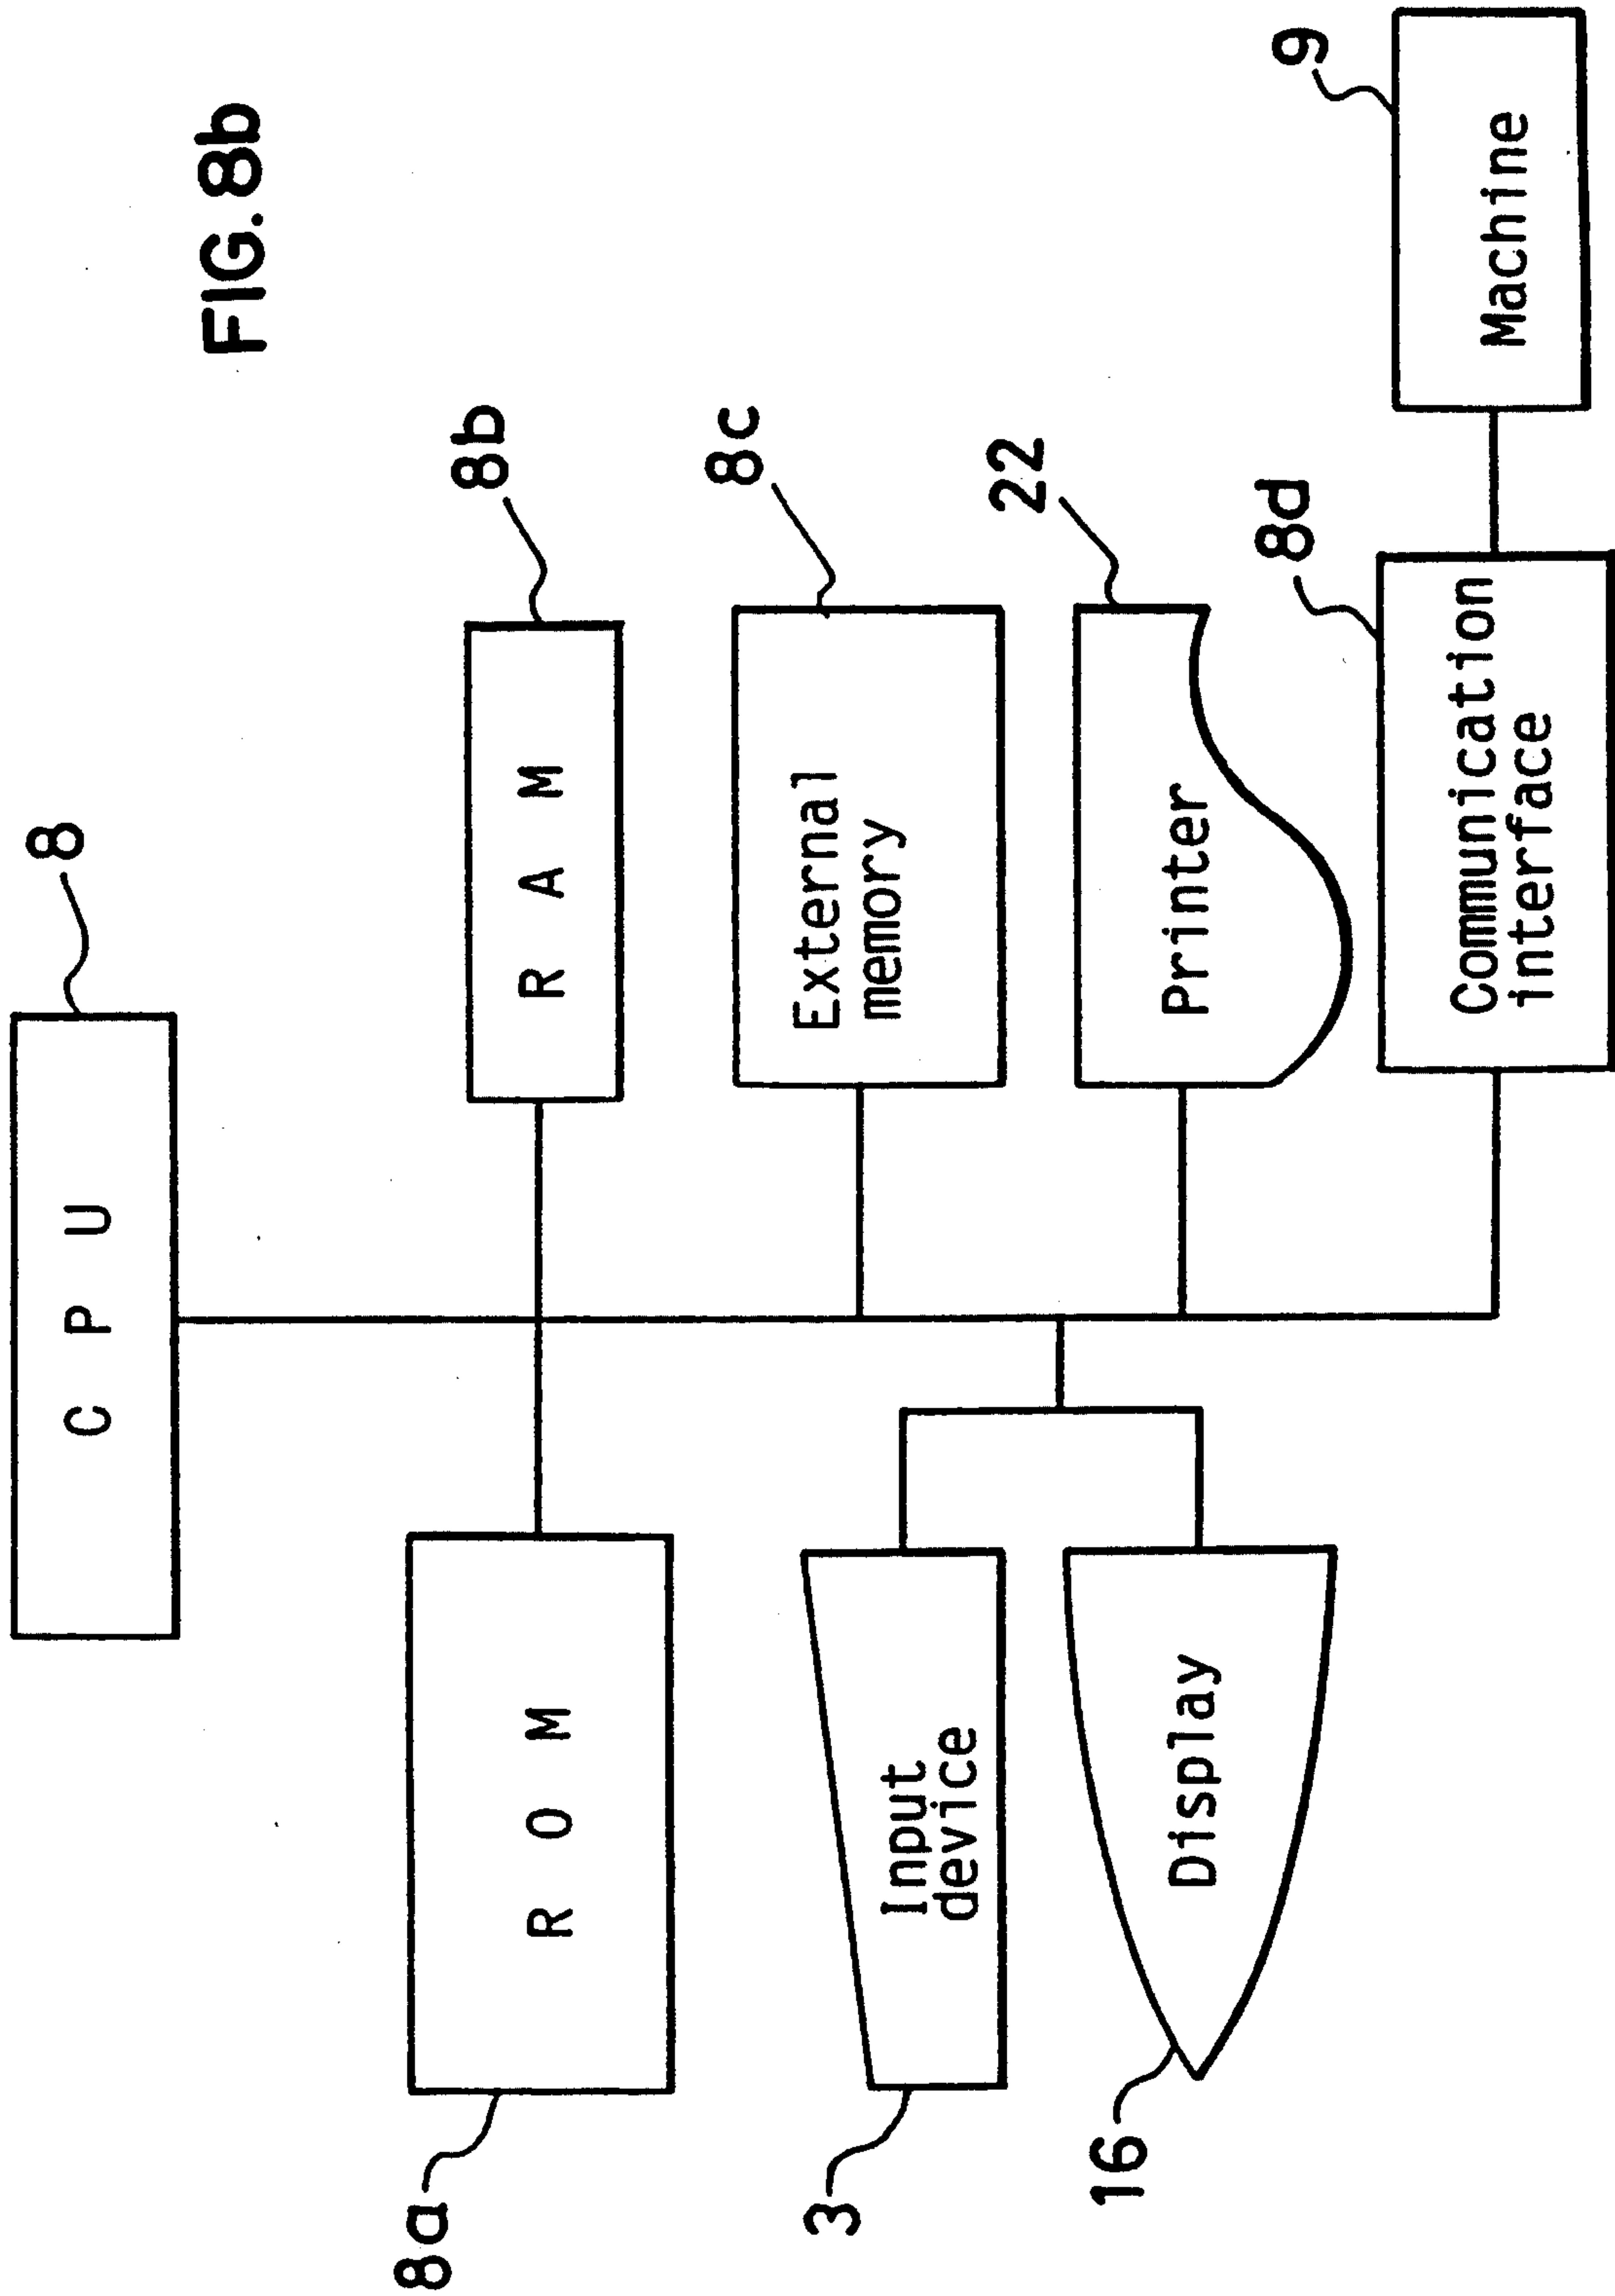 FIG.8b
8
C P U
8a
R O M
8b
R A M
3
Input
device
8c
External
memory
16
Display
22
Printer
8d
Communication
interface
9
Machine